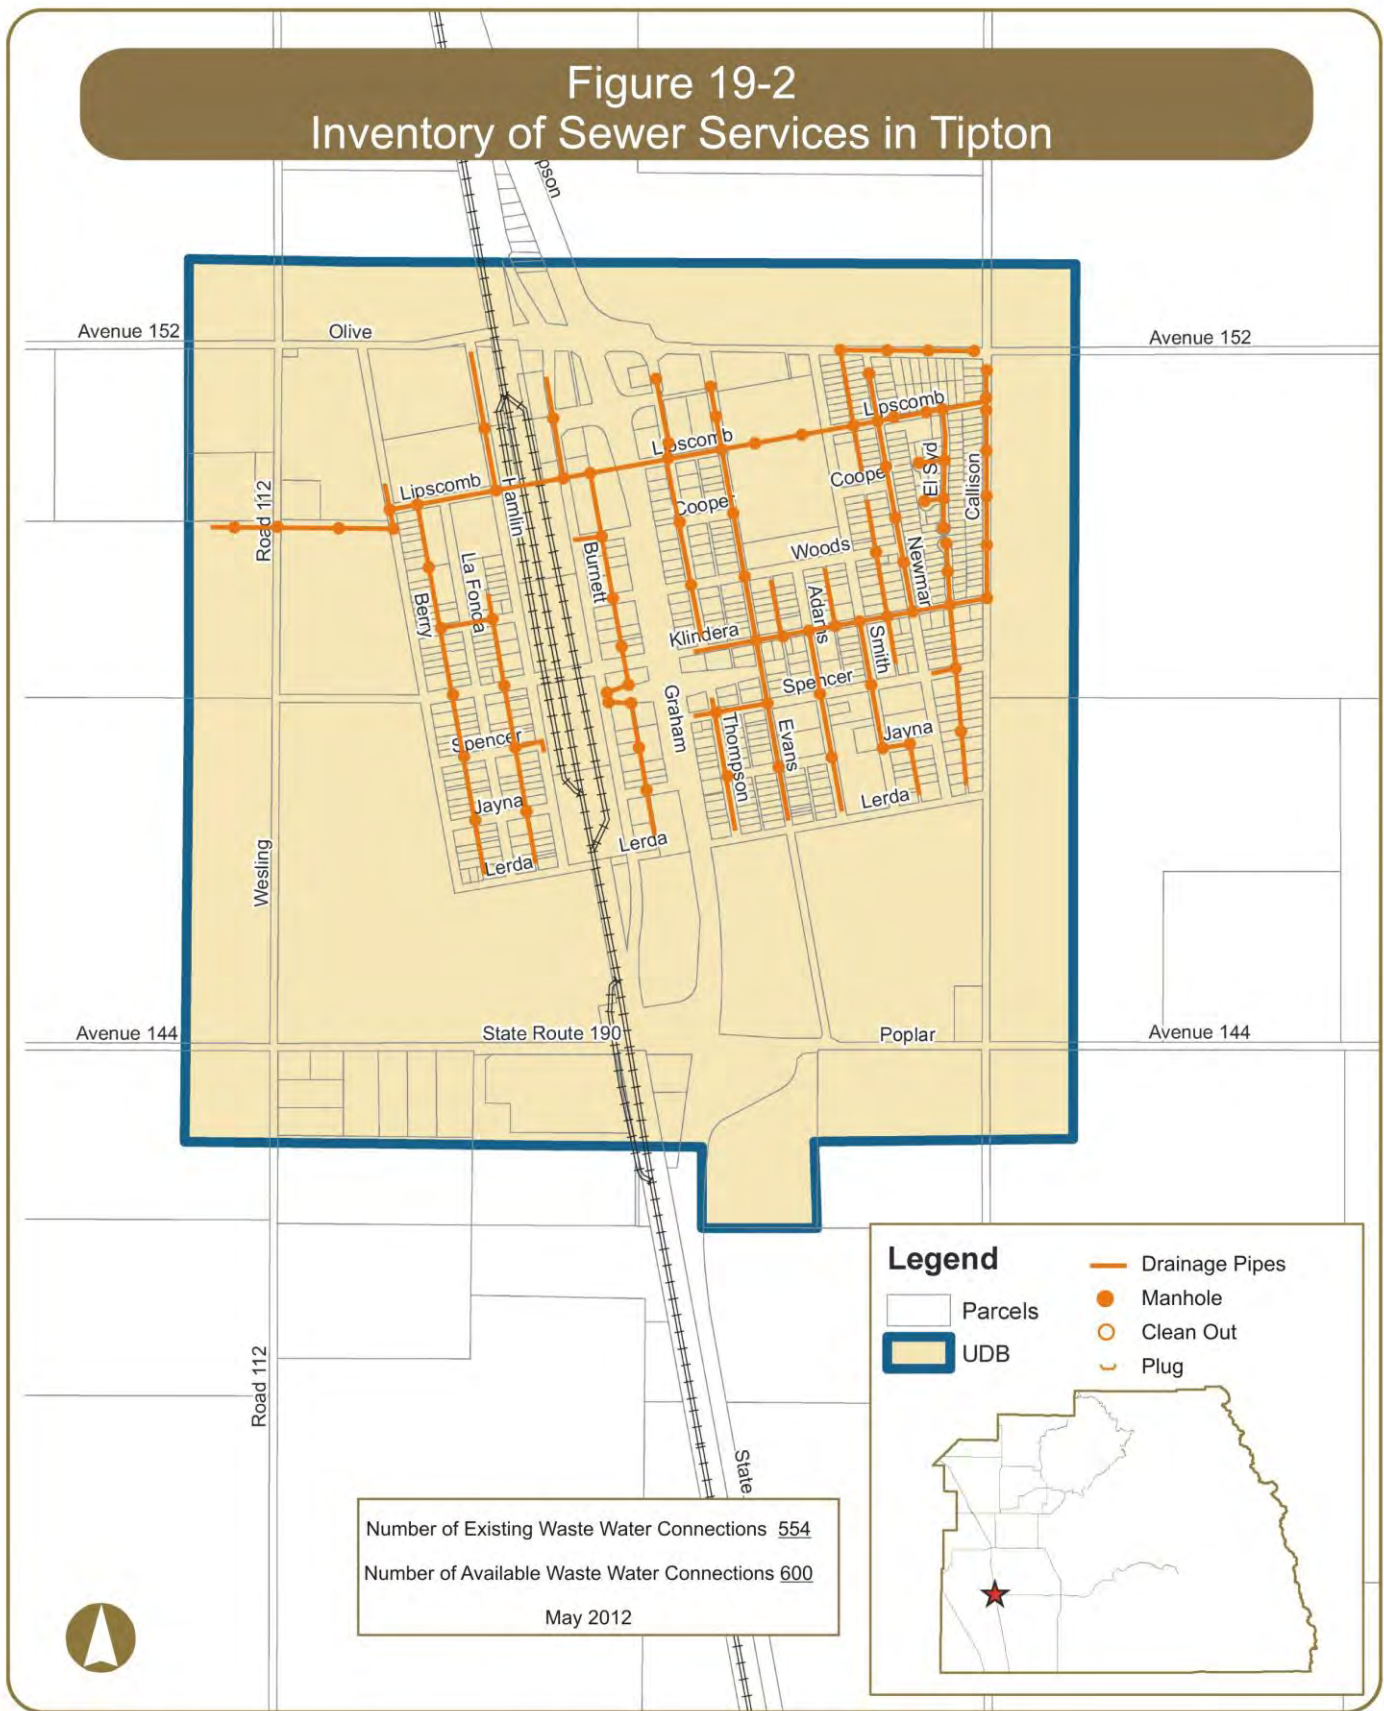 Figure 19-2
Inventory of Sewer Services in Tipton
pson
Avenue 152
Olive
Avenue 152
Lipscomb
Lipscomb
Lipscomb
Hamlin
Cooper
Coope
El Syd
Callison
Road 112
La Fonda
Berry
Burnett
Woods
Newmar
Klindera
Adams
Smith
Spencer
Graham
Thompson
Evans
Jayna
Spencer
Jayna
Lerda
Lerda
Lerda
Wesling
Avenue 144
State Route 190
Poplar
Avenue 144
Road 112
State
Legend
Parcels
UDB
Drainage Pipes
Manhole
Clean Out
Plug
Number of Existing Waste Water Connections 554
Number of Available Waste Water Connections 600
May 2012